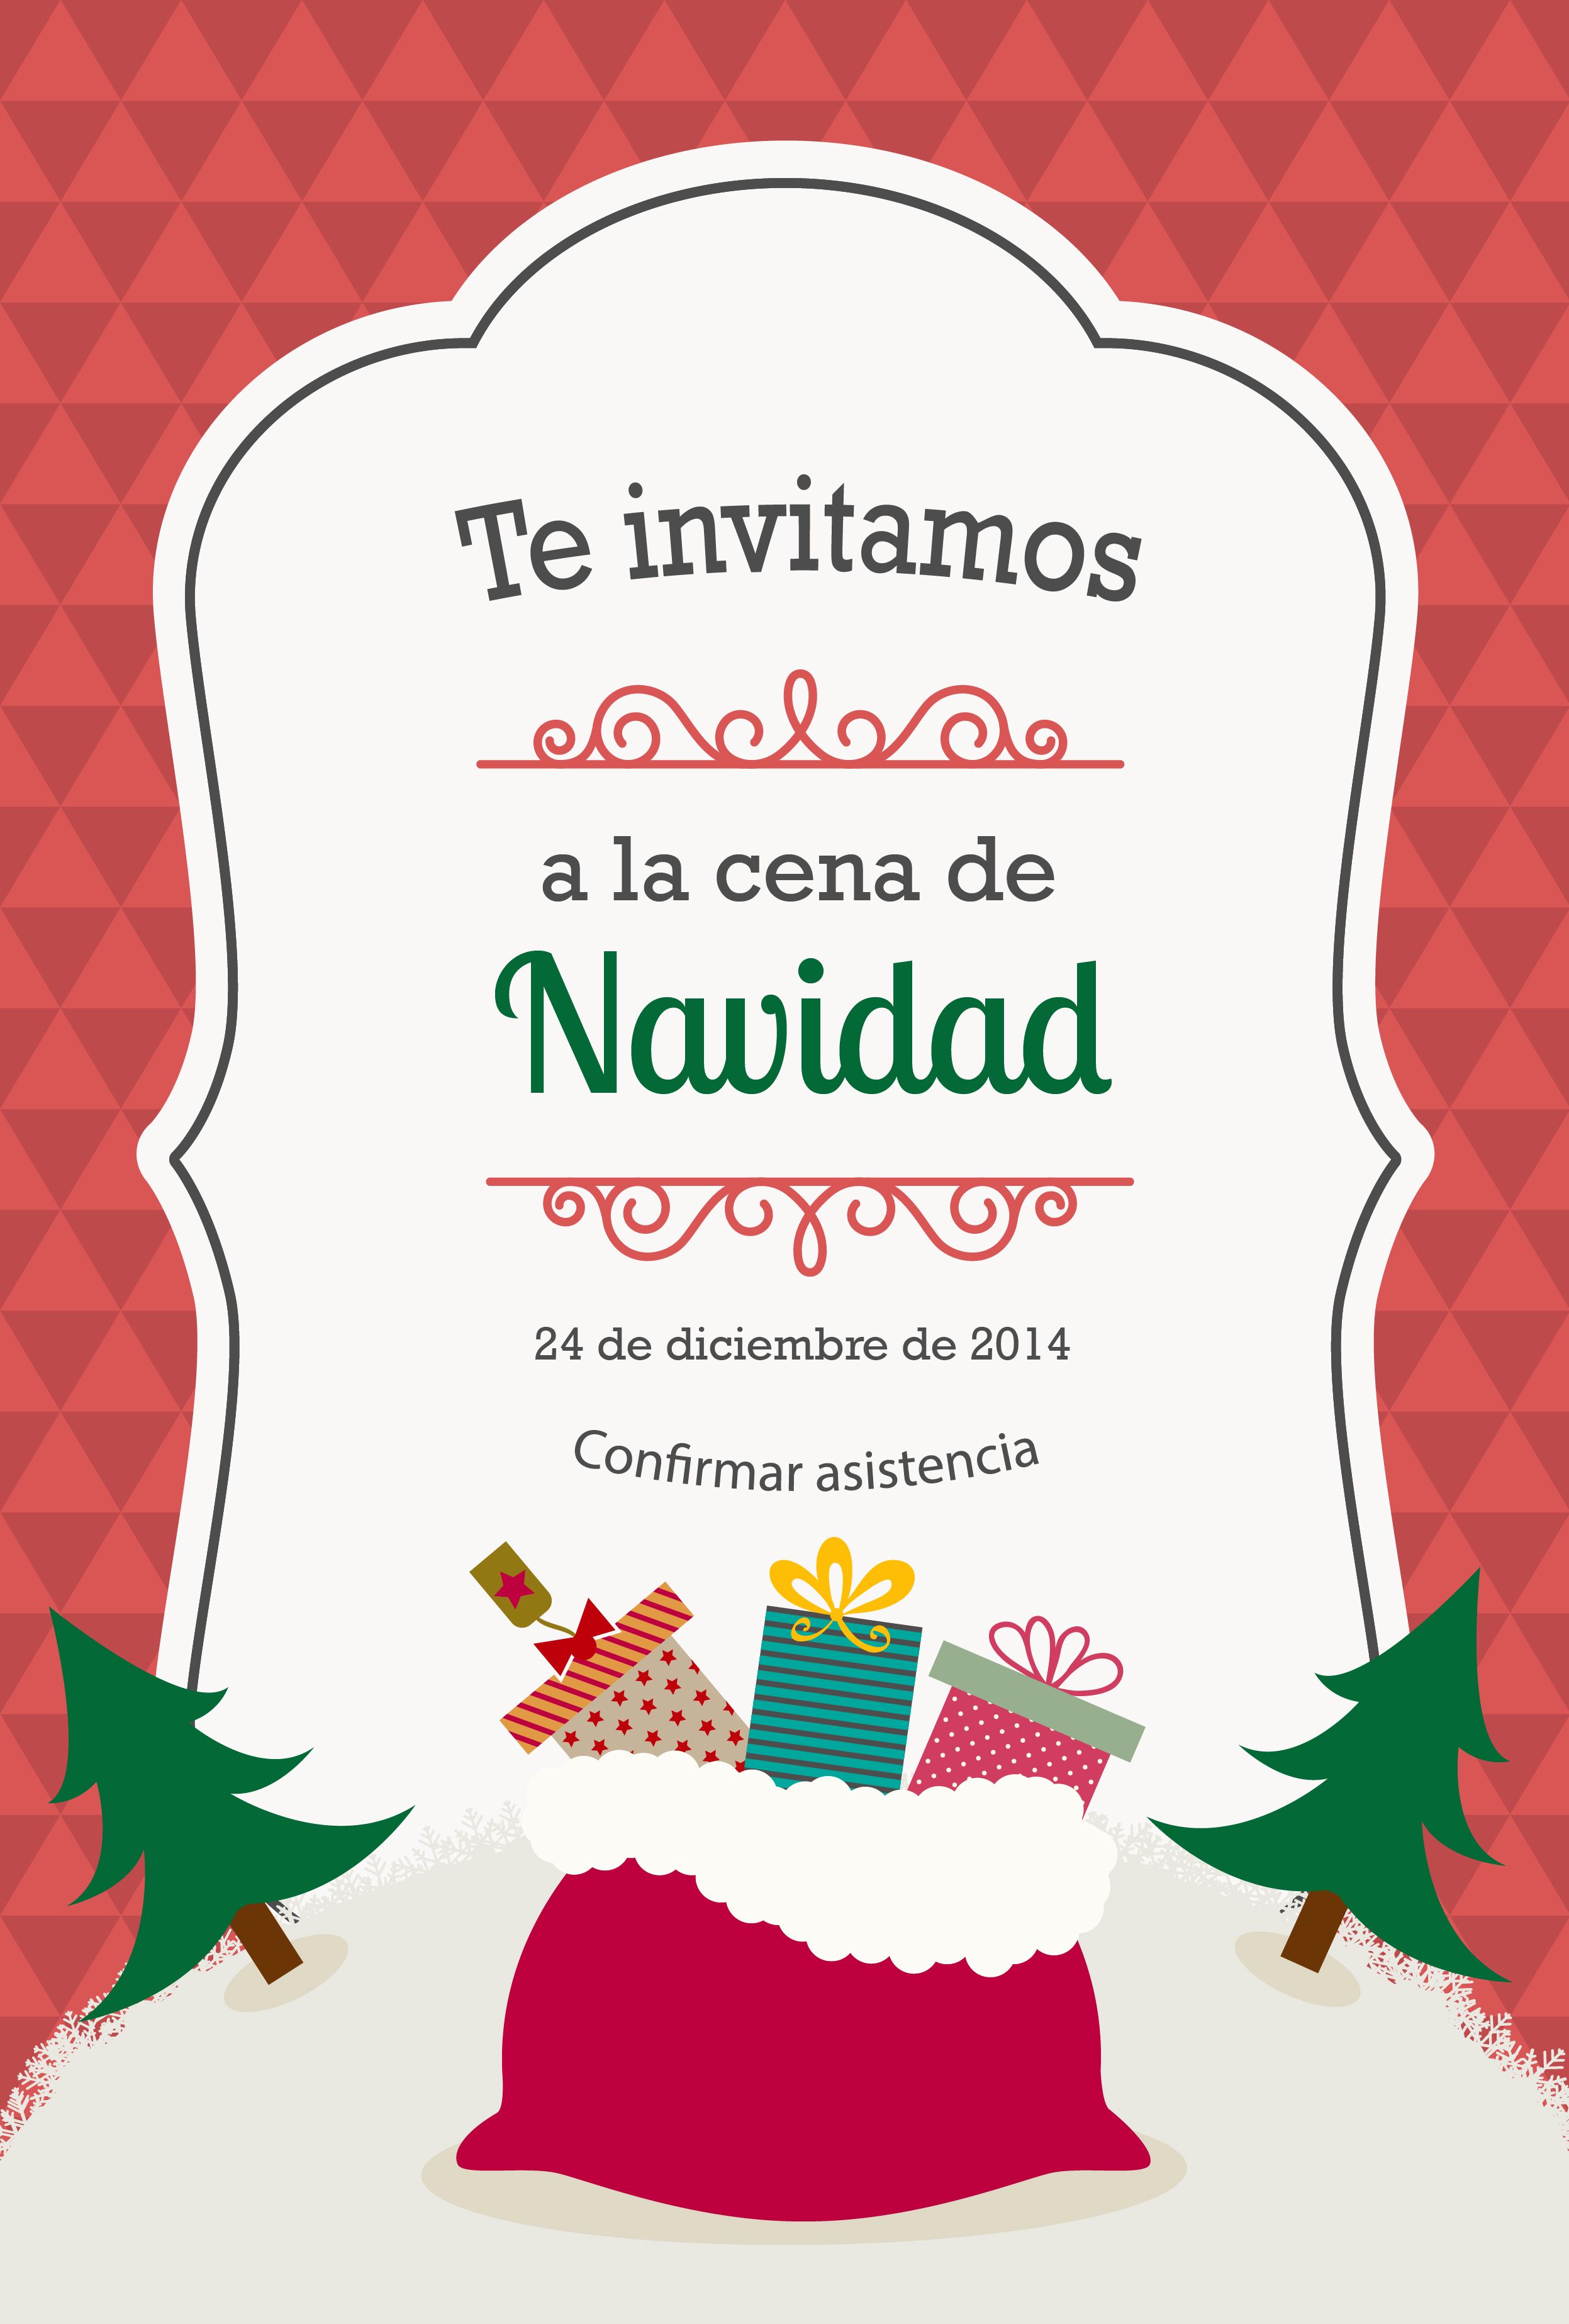 Te invitamos
a la cena de
Navidad
24 de diciembre de 2014
Confirmar asistencia